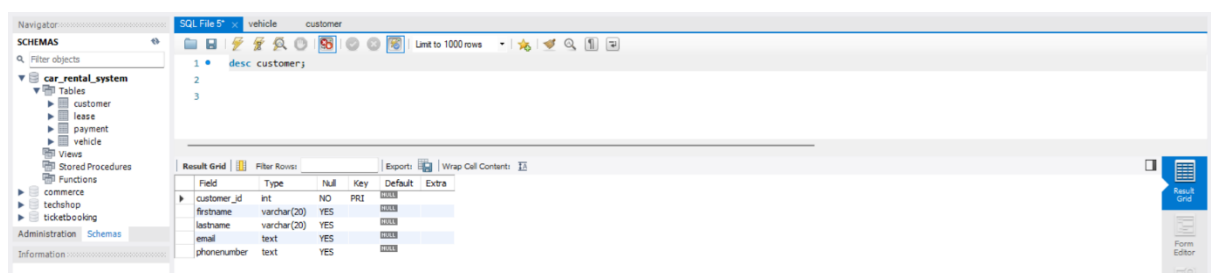 Navigator
SCHEMAS
Filter objects
car_rental_system
Tables
customer
lease
payment
vehicle
Views
Stored Procedures
Functions
commerce
techshop
ticketbooking
Administration Schemas
Information
SQL File 5* × vehicle customer
Limit to 1000 rows
1 desc customer;
2
3
Result Grid Filter Rows: Export: Wrap Cell Content: IA
Field Type Null Key Default Extra
customer_id int NO PRI NULL
firstname varchar(20) YES NULL
lastname varchar(20) YES NULL
email text YES NULL
phonenumber text YES NULL
Result
Grid
Form
Editor